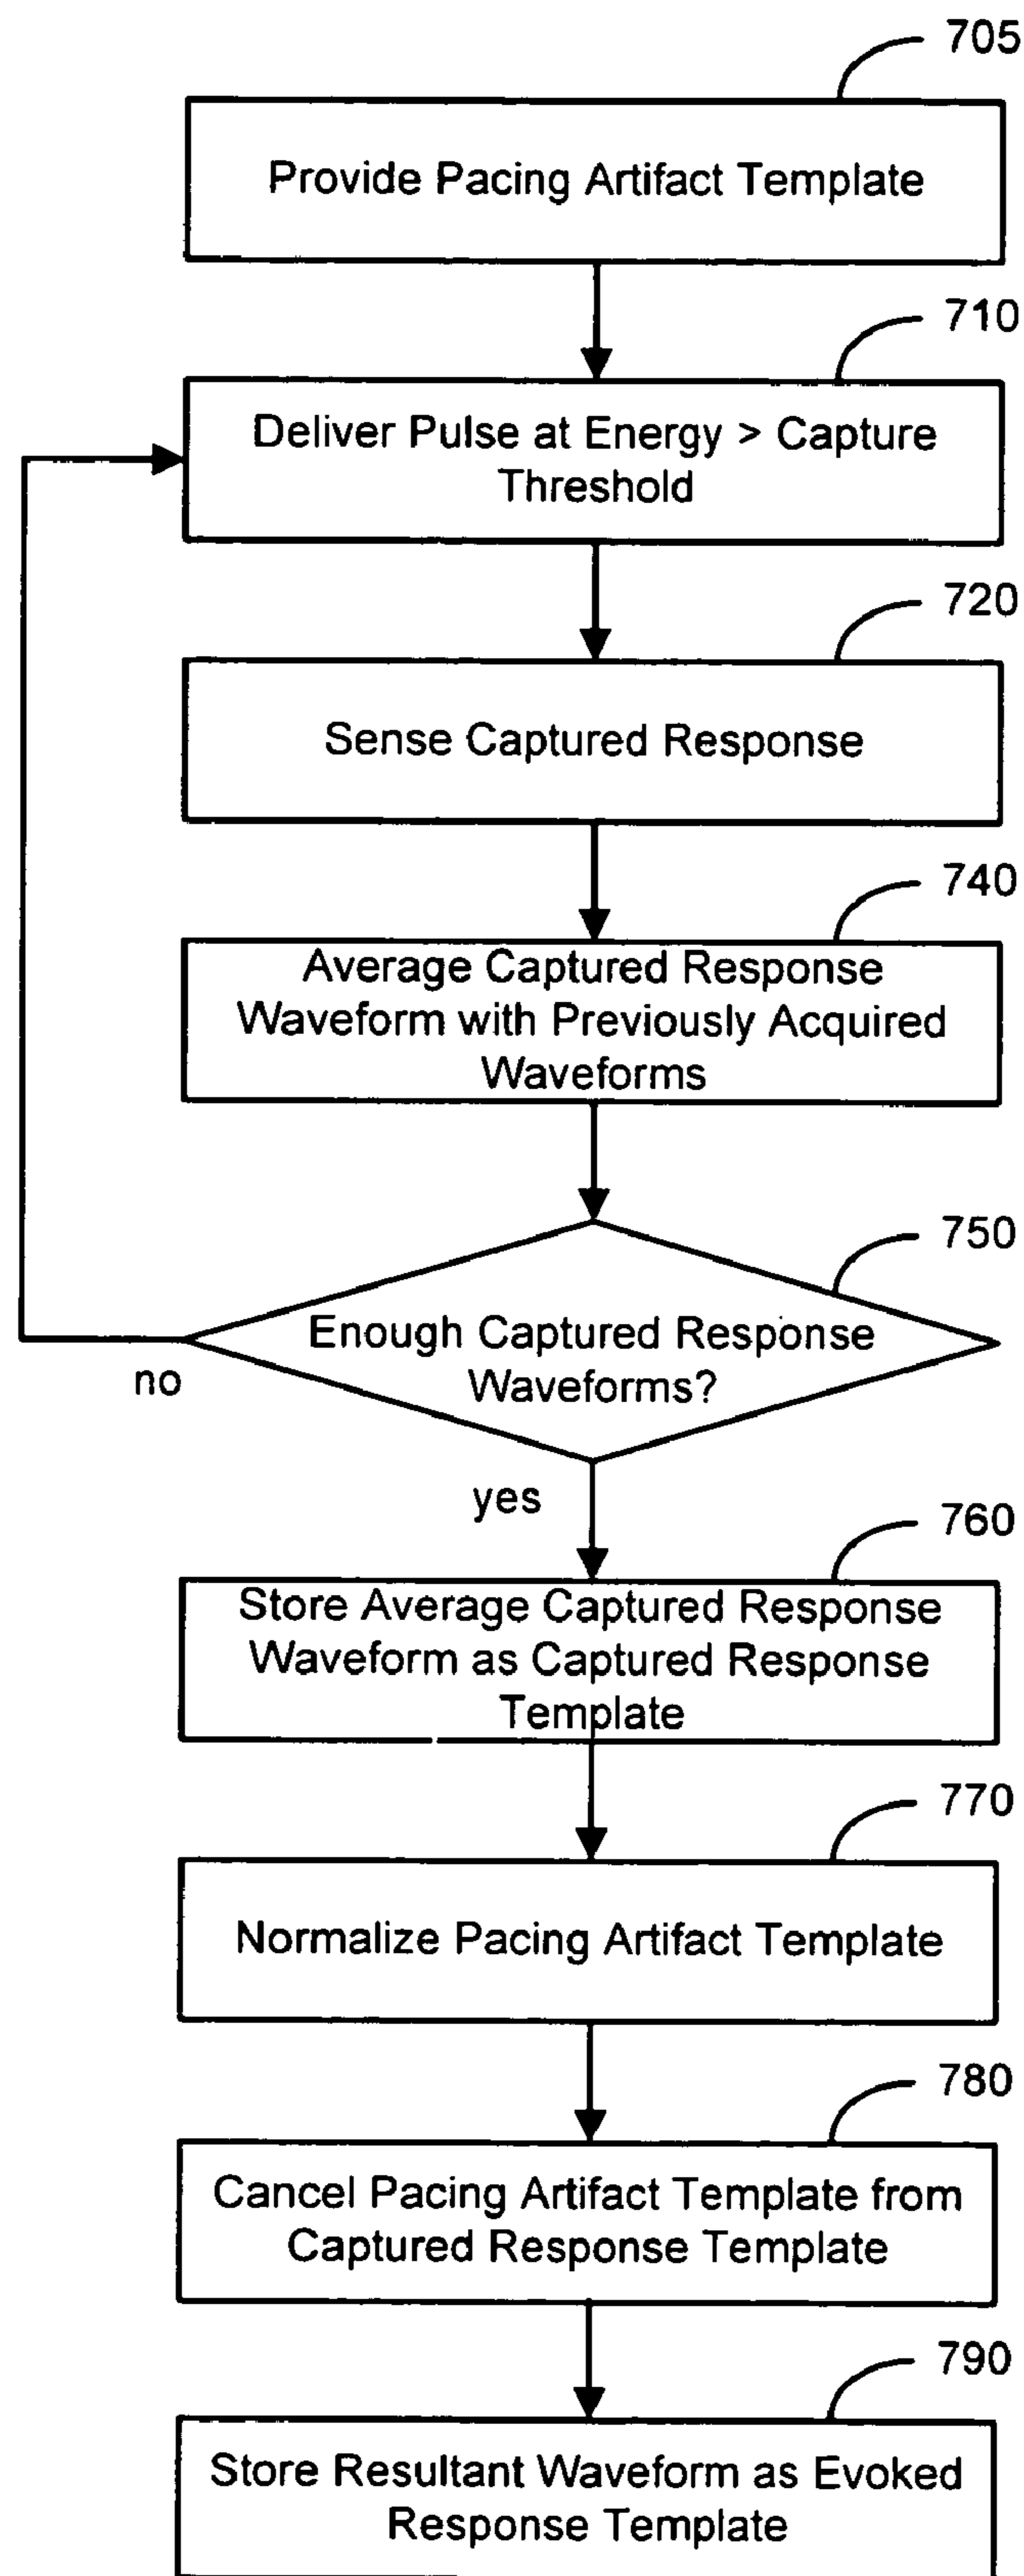 705
Provide Pacing Artifact Template
710
Deliver Pulse at Energy > Capture
Threshold
720
Sense Captured Response
740
Average Captured Response
Waveform with Previously Acquired
Waveforms
750
Enough Captured Response
Waveforms?
no
yes
760
Store Average Captured Response
Waveform as Captured Response
Template
770
Normalize Pacing Artifact Template
780
Cancel Pacing Artifact Template from
Captured Response Template
790
Store Resultant Waveform as Evoked
Response Template